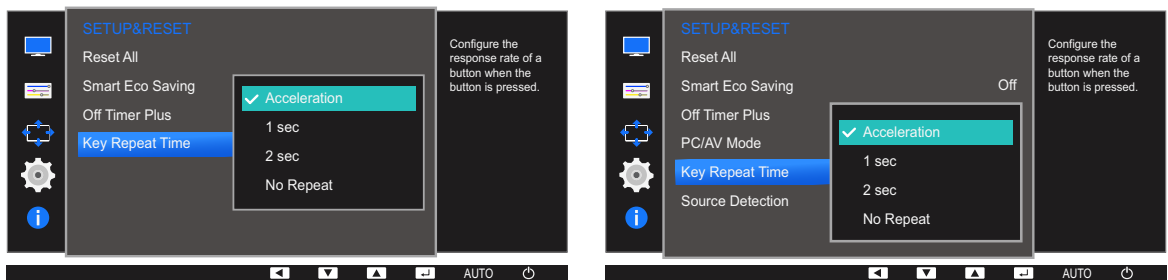 SETUP&RESET
Reset All
Smart Eco Saving
Off Timer Plus
Key Repeat Time
Acceleration
1 sec
2 sec
No Repeat
Configure the
response rate of a
button when the
button is pressed.
AUTO
SETUP&RESET
Reset All
Smart Eco Saving Off
Off Timer Plus
PC/AV Mode
Key Repeat Time
Source Detection
Acceleration
1 sec
2 sec
No Repeat
Configure the
response rate of a
button when the
button is pressed.
AUTO